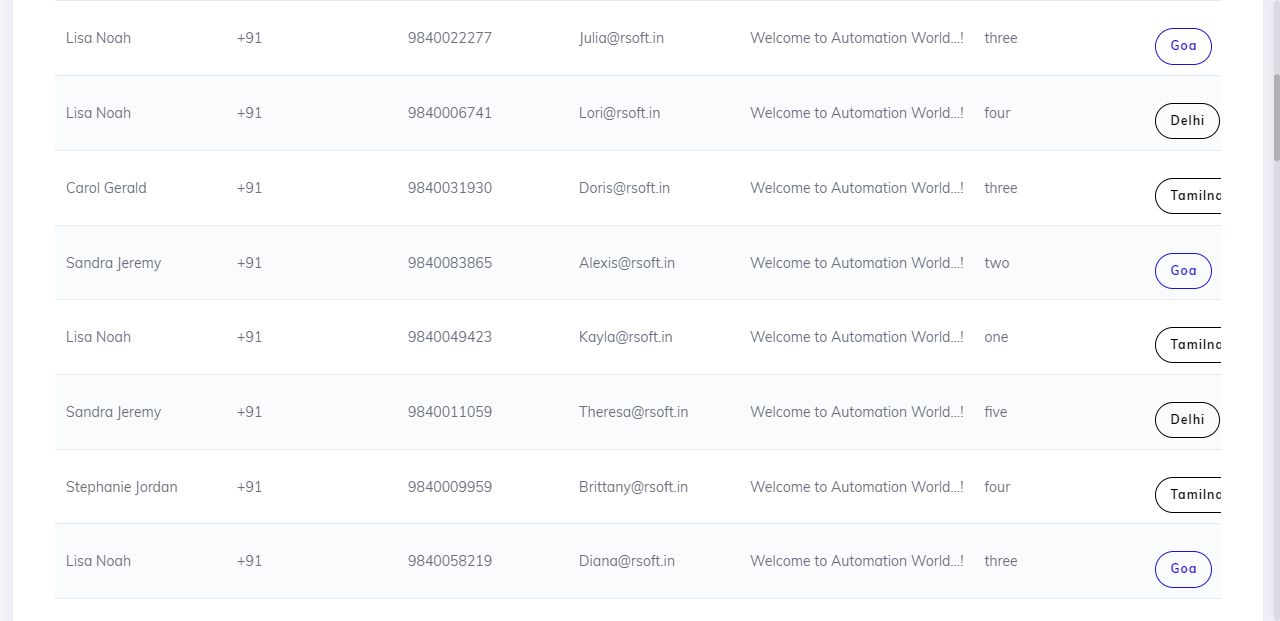 Lisa Noah +91 9840022277 Julia@rsoft.in Welcome to Automation World...! three Goa
Lisa Noah +91 9840006741 Lori@rsoft.in Welcome to Automation World...! four Delhi
Carol Gerald +91 9840031930 Doris@rsoft.in Welcome to Automation World...! three Tamilna
Sandra Jeremy +91 9840083865 Alexis@rsoft.in Welcome to Automation World...! two Goa
Lisa Noah +91 9840049423 Kayla@rsoft.in Welcome to Automation World...! one Tamilna
Sandra Jeremy +91 9840011059 Theresa@rsoft.in Welcome to Automation World...! five Delhi
Stephanie Jordan +91 9840009959 Brittany@rsoft.in Welcome to Automation World...! four Tamilna
Lisa Noah +91 9840058219 Diana@rsoft.in Welcome to Automation World...! three Goa